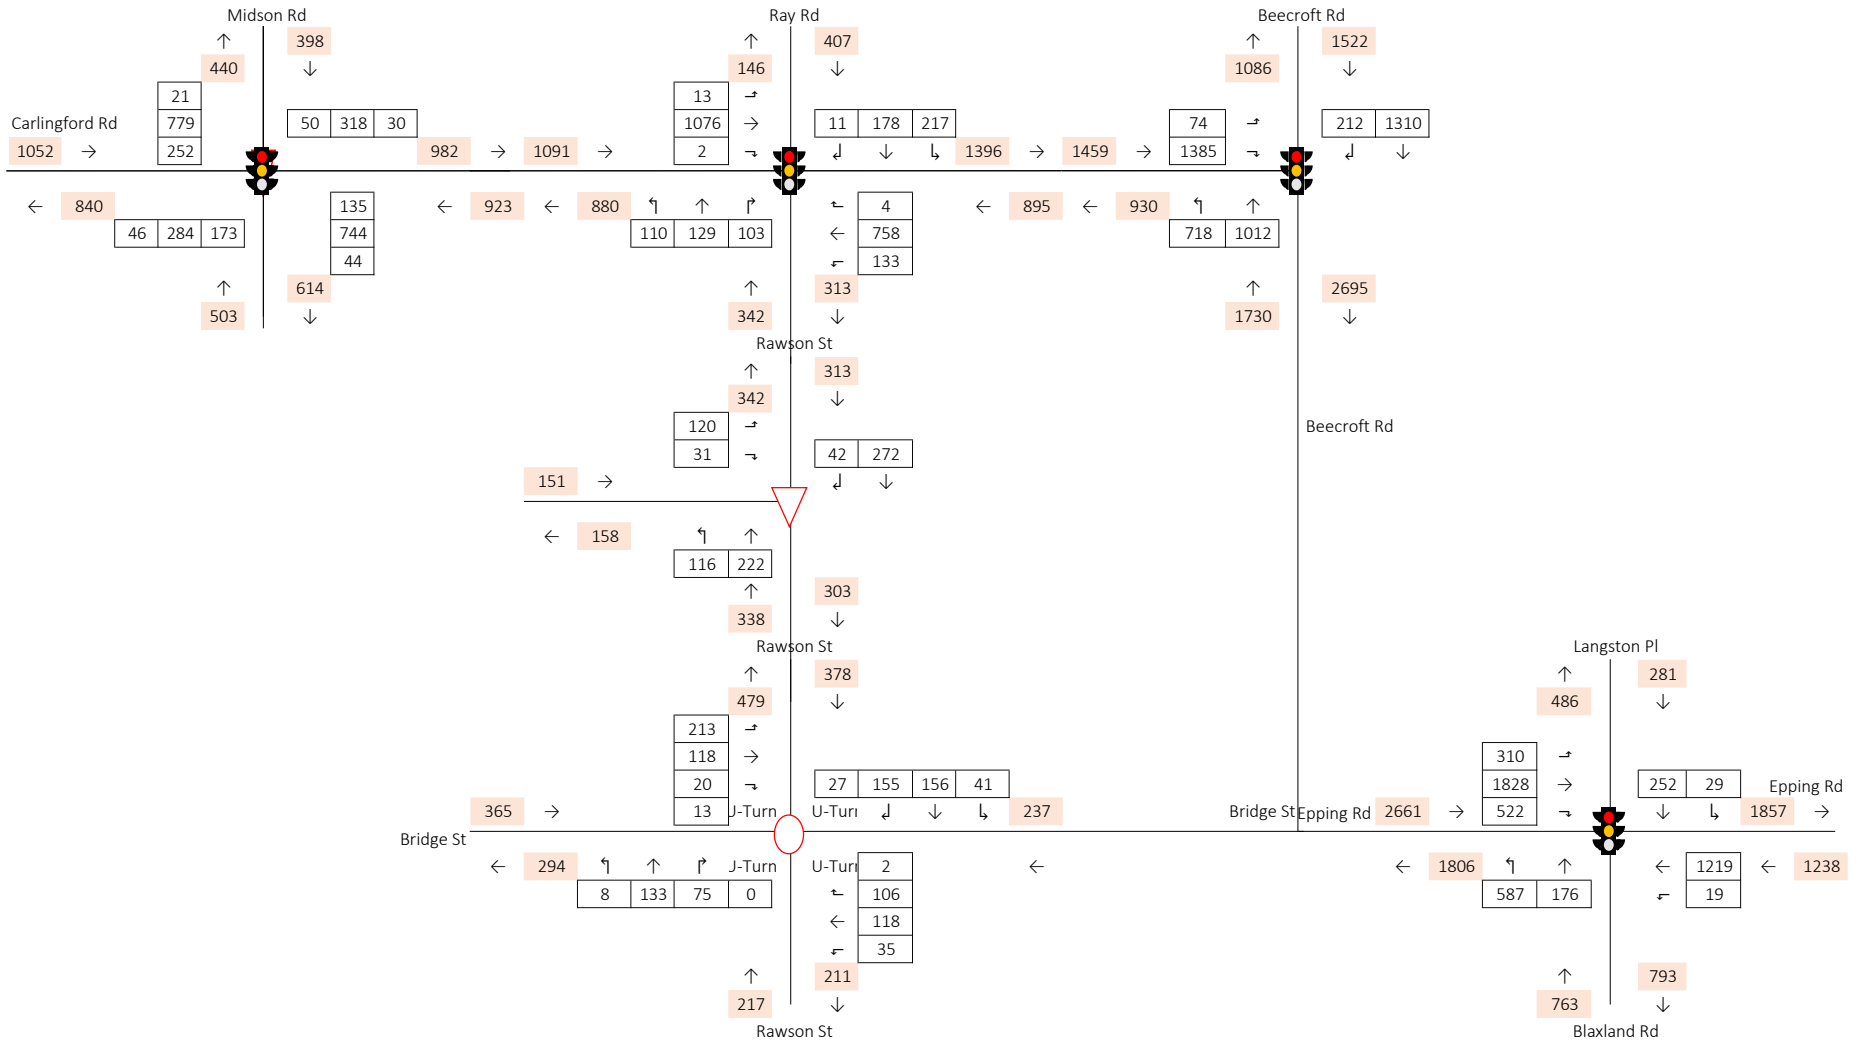 Midson Rd Ray Rd Beecroft Rd
↑ 398 ↑ 407 ↑ 1522
440 ↓ 146 ↓ 1086 ↓
21 13 ⬏
Carlingford Rd 779 50 318 30 1076 → 11 178 217 74 ⬏ 212 1310
1052 → 252 982 → 1091 → 2 ⬎ ↲ ↓ ↳ 1396 → 1459 → 1385 ⬎ ↲ ↓
← 840 135 ← 923 ← 880 ↰ ↑ ↱ ⬑ 4 ← 895 ← 930 ↰ ↑
46 284 173 744 110 129 103 ← 758 718 1012
44 ⬐ 133
↑ 614 ↑ 313 ↑ 2695
503 ↓ 342 ↓ 1730 ↓
Rawson St
↑ 313
342 ↓
120 ⬏ Beecroft Rd
31 ⬎ 42 272
151 → ↲ ↓
← 158 ↰ ↑
116 222
↑ 303
338 ↓
Rawson St Langston Pl
↑ 378 ↑ 281
479 ↓ 486 ↓
213 ⬏
118 → 310 ⬏
20 ⬎ 27 155 156 41 1828 → 252 29 Epping Rd
365 → 13 U-Turn U-Turn ↲ ↓ ↳ 237 Bridge St Epping Rd 2661 → 522 ⬎ ↓ ↳ 1857 →
Bridge St
← 294 ↰ ↑ ↱ U-Turn U-Turn 2 ← ← 1806 ↰ ↑ ← 1219 ← 1238
8 133 75 0 ⬑ 106 587 176 ⬐ 19
← 118
⬐ 35
↑ 211 ↑ 793
217 ↓ 763 ↓
Rawson St Blaxland Rd